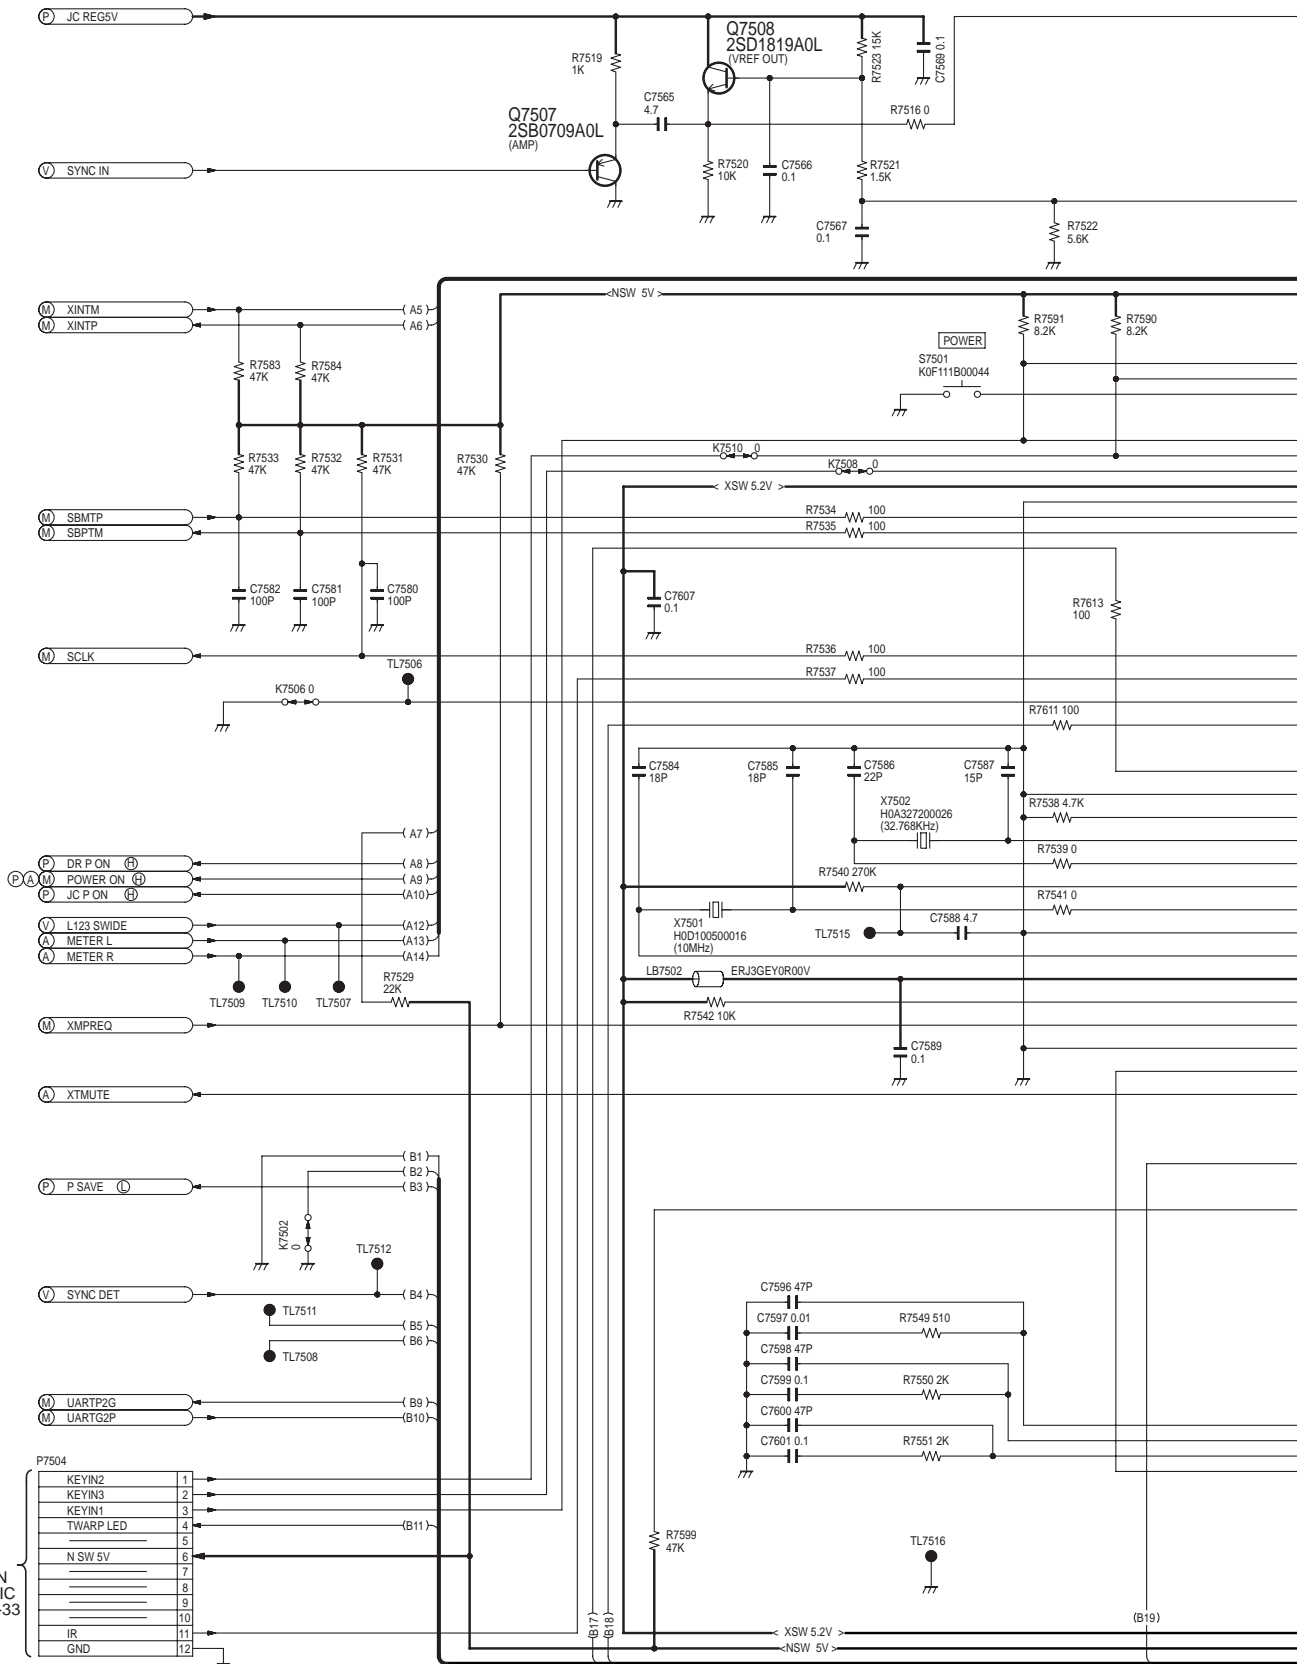 P JC REG5V
Q7508
2SD1819A0L
(VREF OUT)
R7519
1K
R7523 15K
C7569 0.1
C7565
4.7
Q7507
2SB0709A0L
(AMP)
R7516 0
V SYNC IN
R7520
10K
C7566
0.1
R7521
1.5K
C7567
0.1
R7522
5.6K
<NSW 5V>
M XINTM
(A5)
M XINTP
(A6)
R7591
8.2K
R7590
8.2K
POWER
S7501
K0F111B00044
R7583
47K
R7584
47K
K7510 0
K7508 0
R7533
47K
R7532
47K
R7531
47K
R7530
47K
< XSW 5.2V >
M SBMTP
R7534 100
M SBPTM
R7535 100
C7582
100P
C7581
100P
C7580
100P
C7607
0.1
R7613
100
M SCLK
R7536 100
TL7506
R7537 100
K7506 0
R7611 100
C7584
18P
C7585
18P
C7586
22P
C7587
15P
X7502
H0A327200026
(32.768KHz)
R7538 4.7K
(A7)
R7539 0
P DR P ON H
(A8)
P A M POWER ON H
(A9)
R7540 270K
P JC P ON H
(A10)
R7541 0
V L123 SWIDE
(A12)
X7501
H0D100500016
(10MHz)
C7588 4.7
TL7515
A METER L
(A13)
A METER R
(A14)
LB7502
ERJ3GEY0R00V
R7529
22K
TL7509
TL7510
TL7507
R7542 10K
M XMPREQ
C7589
0.1
A XTMUTE
(B1)
(B2)
P P SAVE L
(B3)
K7502
0
TL7512
V SYNC DET
(B4)
TL7511
(B5)
(B6)
TL7508
C7596 47P
C7597 0.01
R7549 510
C7598 47P
C7599 0.1
R7550 2K
C7600 47P
C7601 0.1
R7551 2K
M UARTP2G
(B9)
M UARTG2P
(B10)
P7504
KEYIN2 1
KEYIN3 2
KEYIN1 3
TWARP LED 4
(B11)
5
N SW 5V 6
7
8
9
10
IR 11
GND 12
N
IC
-33
R7599
47K
TL7516
(B17)
(B18)
(B19)
< XSW 5.2V >
<NSW 5V>